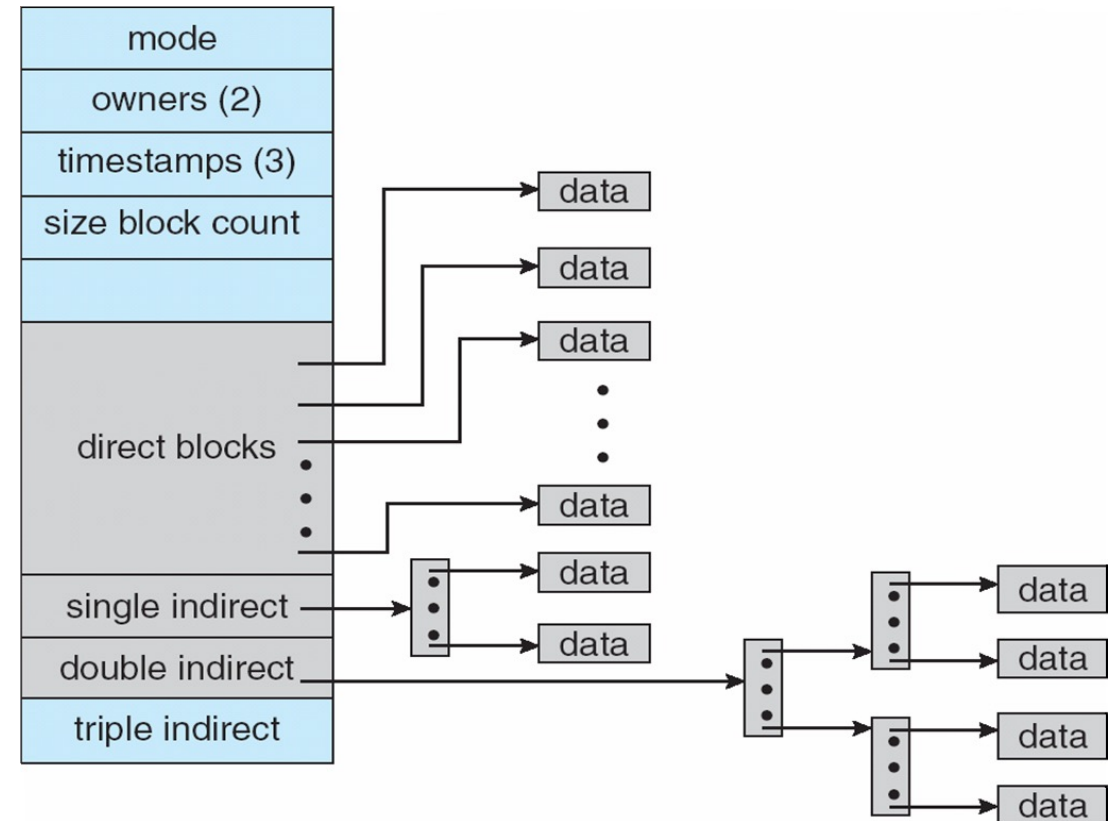 mode
owners (2)
timestamps (3)
size block count
direct blocks
single indirect
double indirect
triple indirect
data
data
data
data
data
data
data
data
data
data